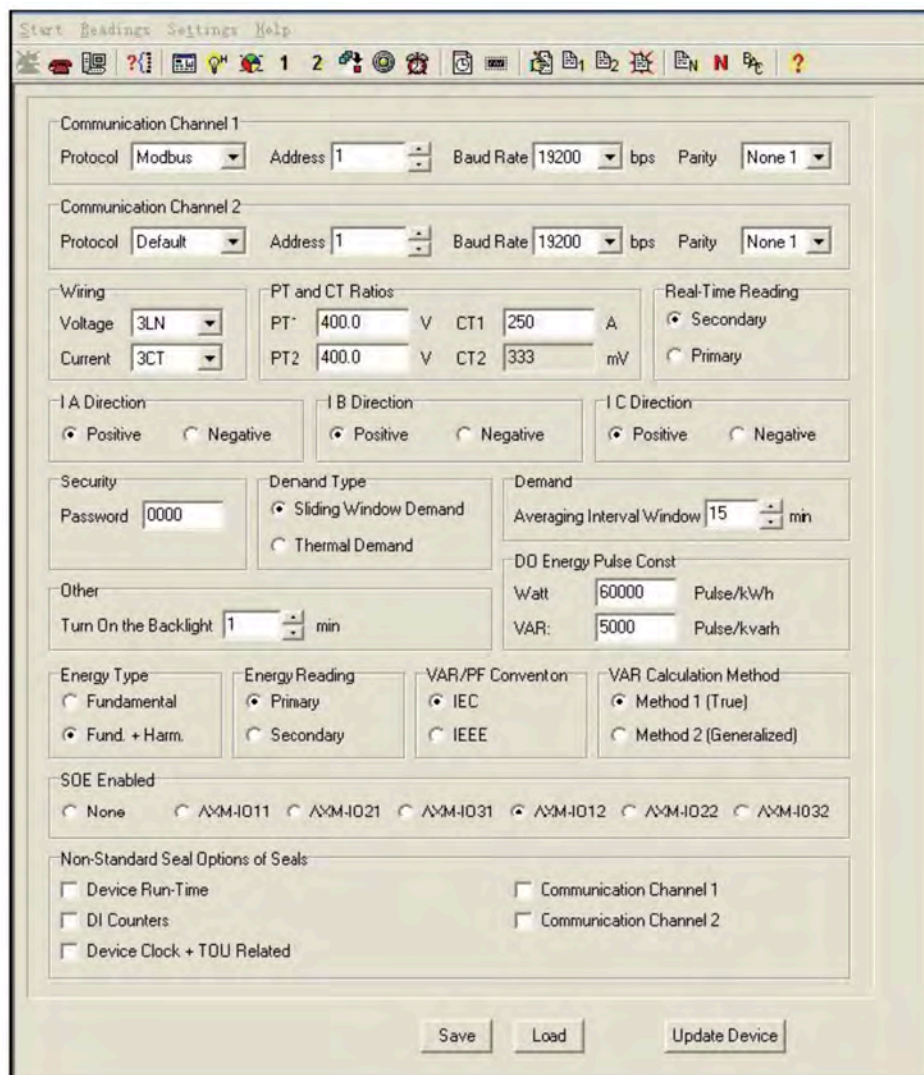 Start Readings Settings Help
?{} 1 2 1 2 N N ?
Communication Channel 1
Protocol Modbus Address 1 Baud Rate 19200 bps Parity None 1
Communication Channel 2
Protocol Default Address 1 Baud Rate 19200 bps Parity None 1
Wiring PT and CT Ratios Real-Time Reading
Voltage 3LN PT- 400.0 V CT1 250 A Secondary
Current 3CT PT2 400.0 V CT2 333 mV Primary
I A Direction I B Direction I C Direction
Positive Negative Positive Negative Positive Negative
Security Demand Type Demand
Password 0000 Sliding Window Demand Averaging Interval Window 15 min
Thermal Demand
DO Energy Pulse Const
Other Watt 60000 Pulse/kWh
Turn On the Backlight 1 min VAR: 5000 Pulse/kvarh
Energy Type Energy Reading VAR/PF Conventon VAR Calculation Method
Fundamental Primary IEC Method 1 (True)
Fund. + Harm. Secondary IEEE Method 2 (Generalized)
SOE Enabled
None AXM-IO11 AXM-IO21 AXM-IO31 AXM-IO12 AXM-IO22 AXM-IO32
Non-Standard Seal Options of Seals
Device Run-Time Communication Channel 1
DI Counters Communication Channel 2
Device Clock + TOU Related
Save Load Update Device